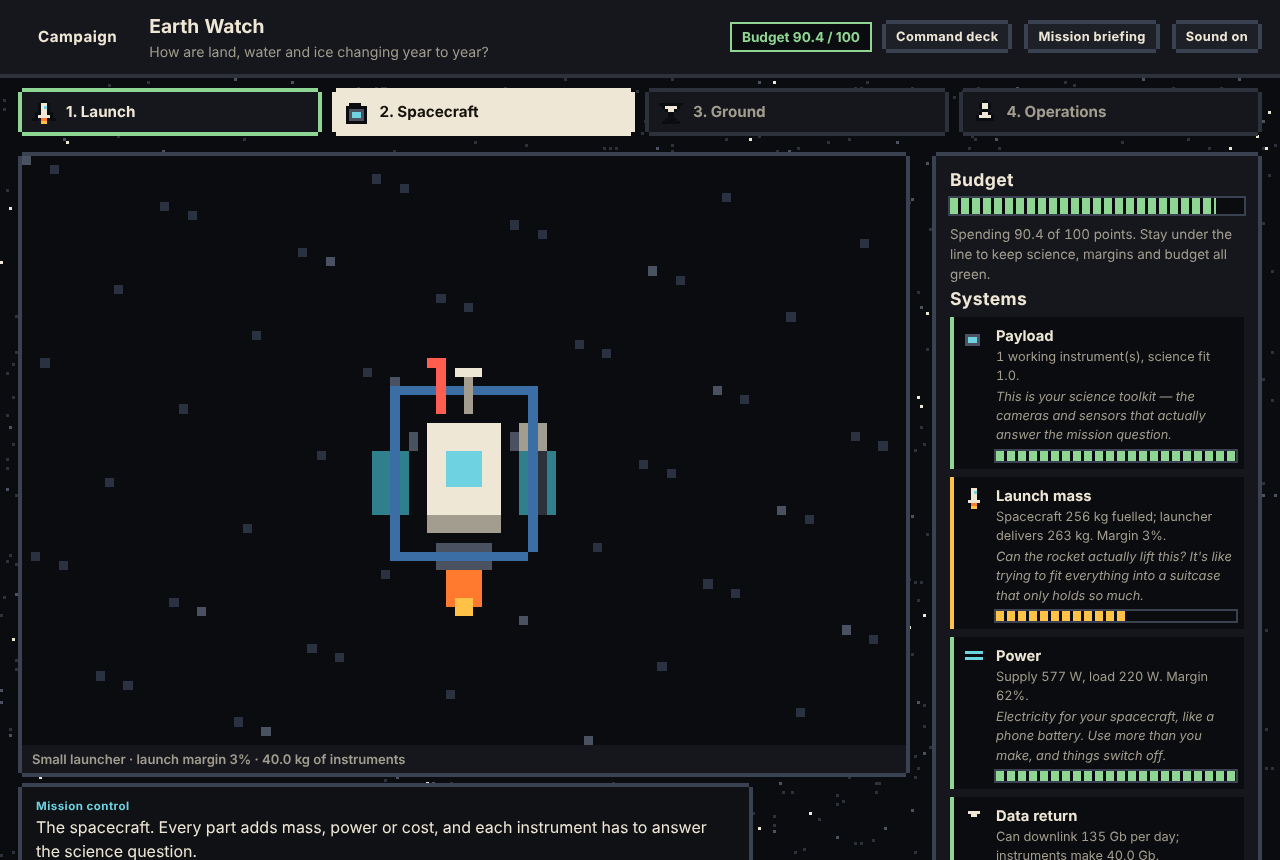 Campaign
Earth Watch
How are land, water and ice changing year to year?
Budget 90.4 / 100
Command deck
Mission briefing
Sound on
1. Launch
2. Spacecraft
3. Ground
4. Operations
Small launcher · launch margin 3% · 40.0 kg of instruments
Mission control
The spacecraft. Every part adds mass, power or cost, and each instrument has to answer
the science question.
Budget
Spending 90.4 of 100 points. Stay under the
line to keep science, margins and budget all
green.
Systems
Payload
1 working instrument(s), science fit
1.0.
This is your science toolkit — the
cameras and sensors that actually
answer the mission question.
Launch mass
Spacecraft 256 kg fuelled; launcher
delivers 263 kg. Margin 3%.
Can the rocket actually lift this? It's like
trying to fit everything into a suitcase
that only holds so much.
Power
Supply 577 W, load 220 W. Margin
62%.
Electricity for your spacecraft, like a
phone battery. Use more than you
make, and things switch off.
Data return
Can downlink 135 Gb per day;
instruments make 40.0 Gb.